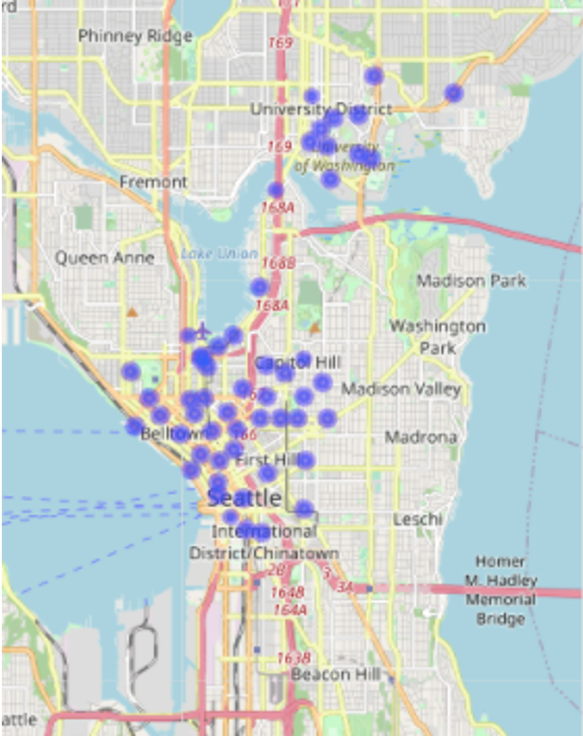 rd
Phinney Ridge
169
University District
169
University
of Washington
Fremont
168A
Lake Union
Queen Anne
168B
Madison Park
168A
Washington
Park
Capitol Hill
Madison Valley
Belltown
166
Madrona
First Hill
Seattle
Leschi
International
District/Chinatown
Homer
M. Hadley
Memorial
Bridge
2B
3
3A
164B
164A
163B
Beacon Hill
attle